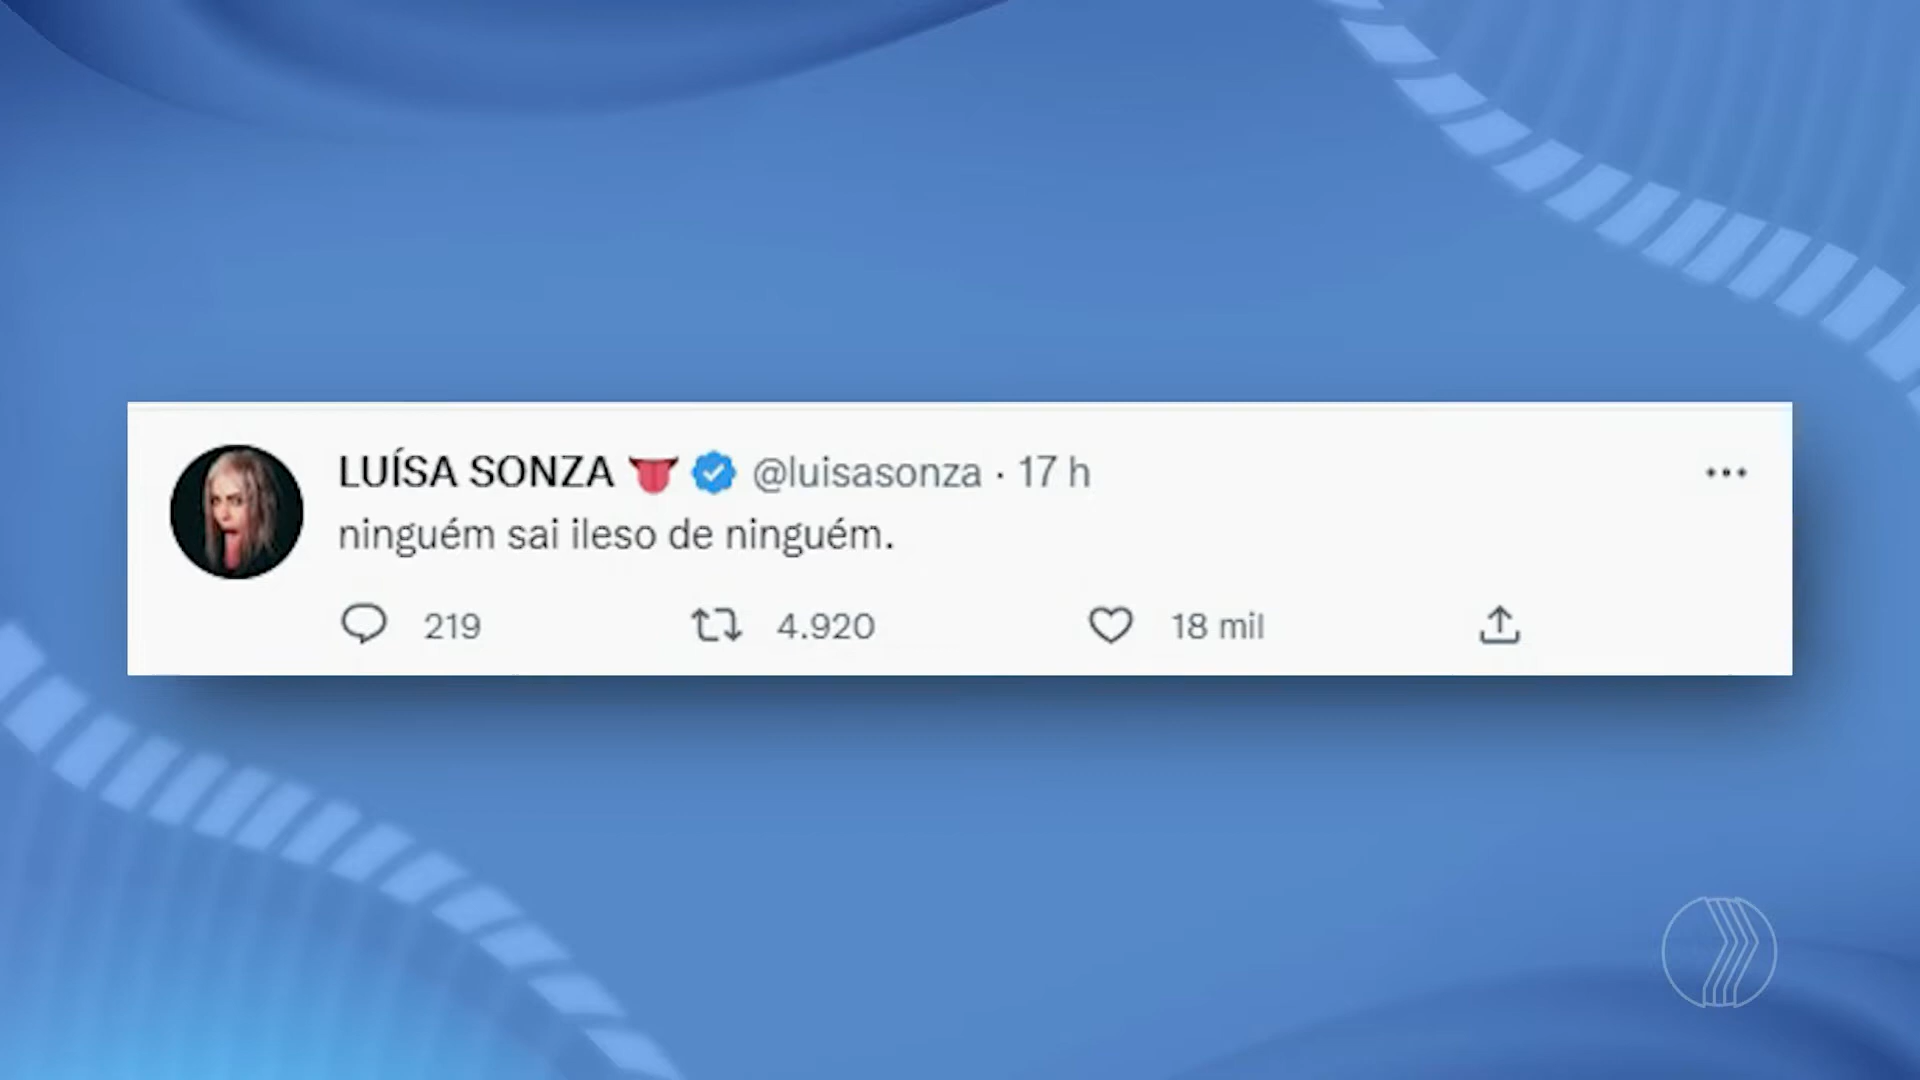 LUÍSA SONZA 👅 @luisasonza · 17 h
ninguém sai ileso de ninguém.
219 4.920 18 mil